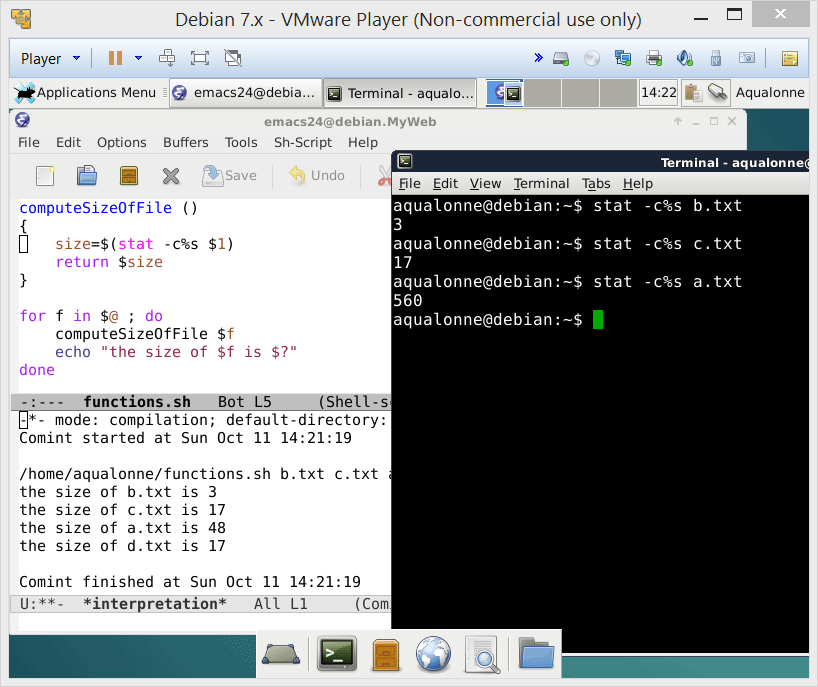 Debian 7.x - VMware Player (Non-commercial use only)
Player
Applications Menu
emacs24@debia...
Terminal - aqualo...
14:22
Aqualonne
emacs24@debian.MyWeb
File Edit Options Buffers Tools Sh-Script Help
Save
Undo
computeSizeOfFile ()
{
size=$(stat -c%s $1)
return $size
}
for f in $@ ; do
computeSizeOfFile $f
echo "the size of $f is $?"
done
-:--- functions.sh Bot L5 (Shell-s
-*- mode: compilation; default-directory:
Comint started at Sun Oct 11 14:21:19
/home/aqualonne/functions.sh b.txt c.txt a
the size of b.txt is 3
the size of c.txt is 17
the size of a.txt is 48
the size of d.txt is 17
Comint finished at Sun Oct 11 14:21:19
U:**- *interpretation* All L1 (Com
Terminal - aqualonne@
File Edit View Terminal Tabs Help
aqualonne@debian:~$ stat -c%s b.txt
3
aqualonne@debian:~$ stat -c%s c.txt
17
aqualonne@debian:~$ stat -c%s a.txt
560
aqualonne@debian:~$